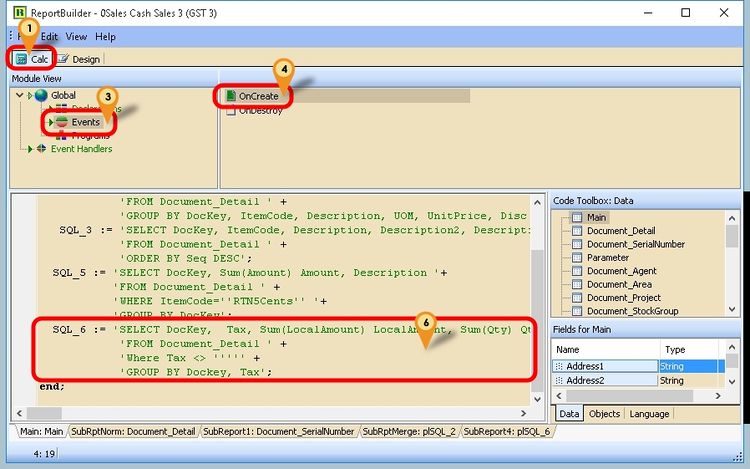 ReportBuilder - 0Sales Cash Sales 3 (GST 3)
Edit View Help
1
Calc Design
Module View
Global
3
Events
Event Handlers
4
OnCreate
OnDestroy
'FROM Document_Detail ' +
'GROUP BY DocKey, ItemCode, Description, UOM, UnitPrice, Disc
SQL_3 := 'SELECT DocKey, ItemCode, Description, Description2, Descripti
'FROM Document_Detail ' +
'ORDER BY Seq DESC';
SQL_5 := 'SELECT DocKey, Sum(Amount) Amount, Description '+
'FROM Document_Detail ' +
'WHERE ItemCode=''RTN5Cents'' '+
'GROUP BY DocKey';
SQL_6 := 'SELECT DocKey, Tax, Sum(LocalAmount) LocalAmount, Sum(Qty) Qt
6
'FROM Document_Detail ' +
'Where Tax <> ''''' +
'GROUP BY Dockey, Tax';
end;
Code Toolbox: Data
Main
Document_Detail
Document_SerialNumber
Parameter
Document_Agent
Document_Area
Document_Project
Document_StockGroup
Fields for Main
Name Type
Address1 String
Address2 String
Data Objects Language
Main: Main SubRptNorm: Document_Detail SubReport1: Document_SerialNumber SubRptMerge: plSQL_2 SubReport4: plSQL_6
4: 19